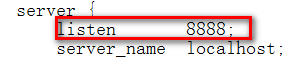 server {
listen 8888;
server_name localhost;